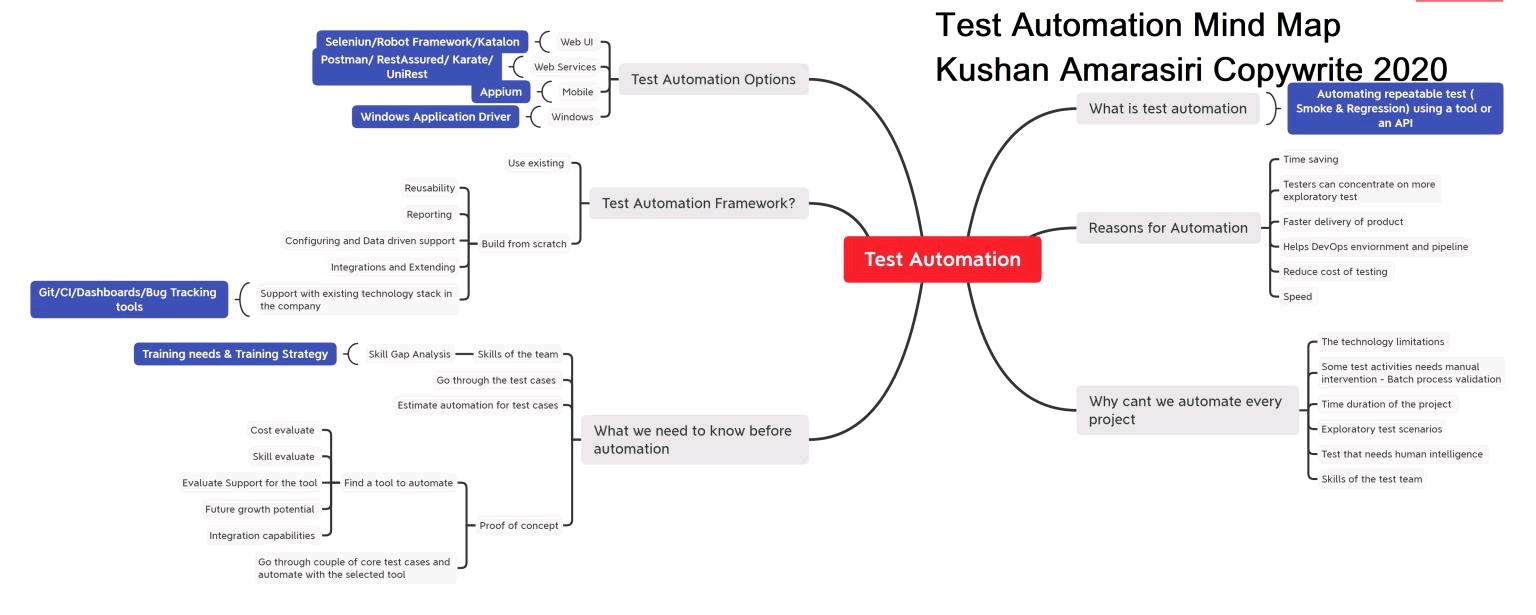 Test Automation Mind Map
Kushan Amarasiri Copywrite 2020
Test Automation
What is test automation
Automating repeatable test (
Smoke & Regression) using a tool or
an API
Reasons for Automation
Time saving
Testers can concentrate on more
exploratory test
Faster delivery of product
Helps DevOps enviornment and pipeline
Reduce cost of testing
Speed
Why cant we automate every
project
The technology limitations
Some test activities needs manual
intervention - Batch process validation
Time duration of the project
Exploratory test scenarios
Test that needs human intelligence
Skills of the test team
Test Automation Options
Web UI
Seleniun/Robot Framework/Katalon
Web Services
Postman/ RestAssured/ Karate/
UniRest
Mobile
Appium
Windows
Windows Application Driver
Test Automation Framework?
Use existing
Build from scratch
Reusability
Reporting
Configuring and Data driven support
Integrations and Extending
Support with existing technology stack in
the company
Git/CI/Dashboards/Bug Tracking
tools
What we need to know before
automation
Skills of the team
Skill Gap Analysis
Training needs & Training Strategy
Go through the test cases
Estimate automation for test cases
Proof of concept
Find a tool to automate
Cost evaluate
Skill evaluate
Evaluate Support for the tool
Future growth potential
Integration capabilities
Go through couple of core test cases and
automate with the selected tool